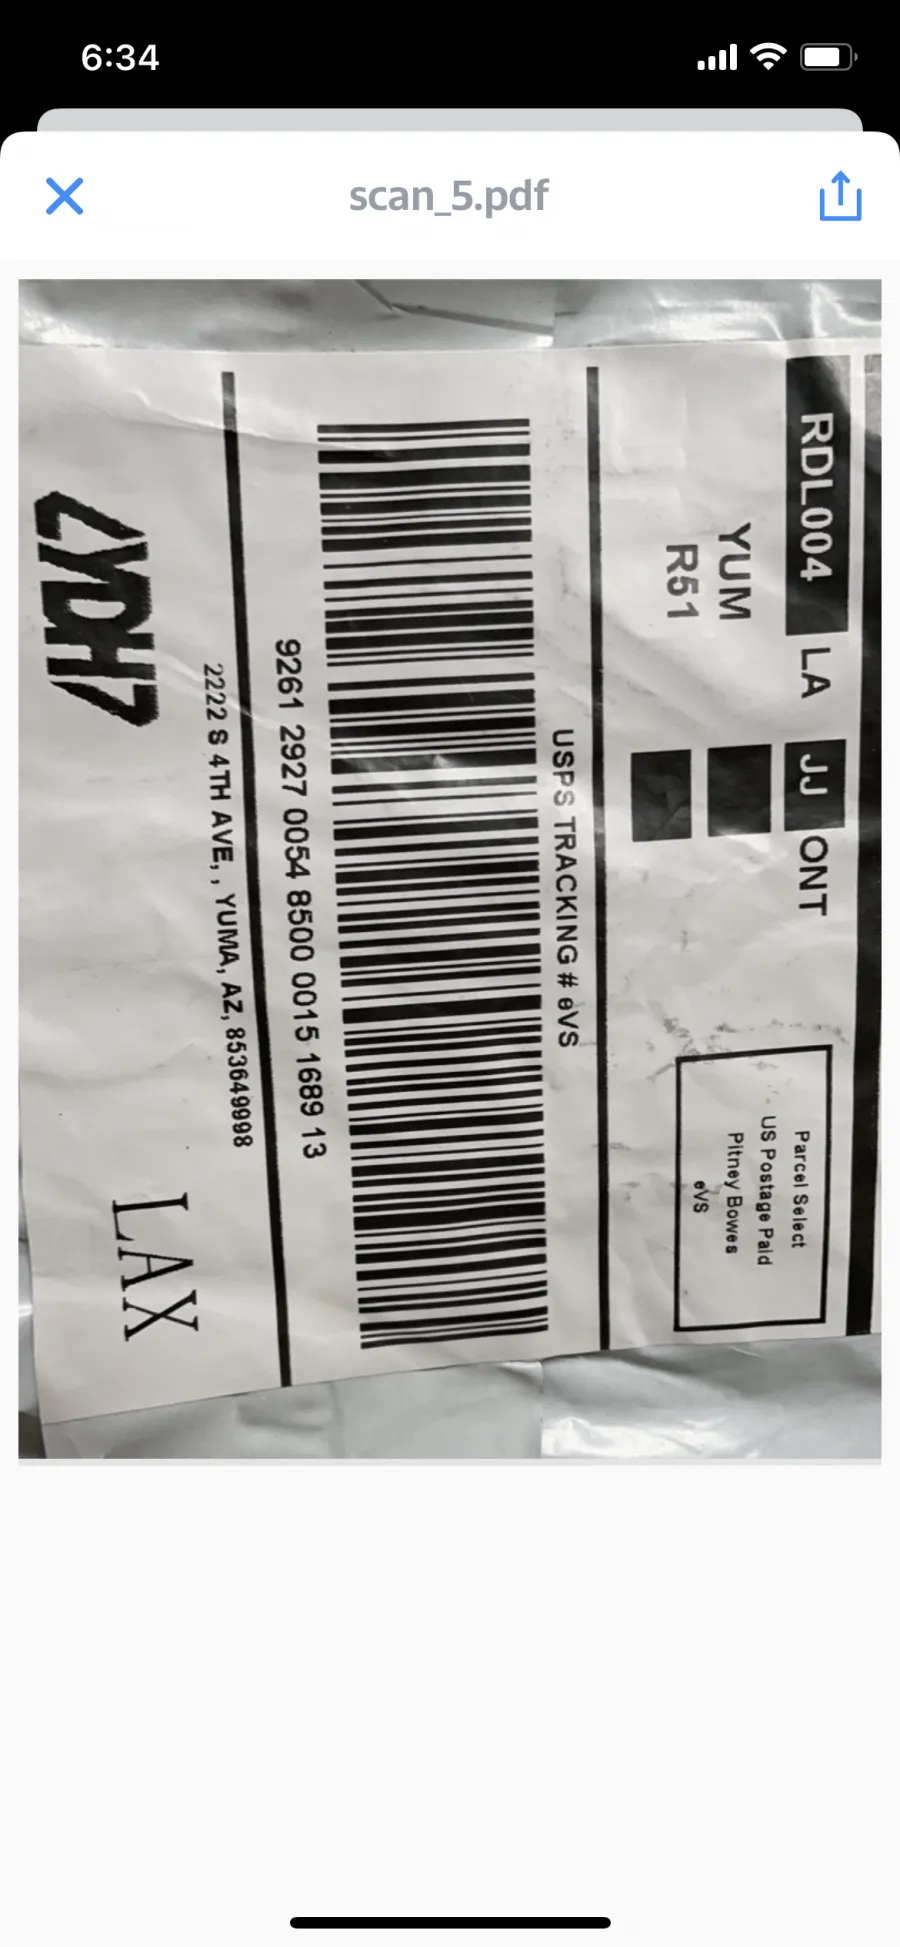 6:34
scan_5.pdf
RDL004 LA JJ ONT
YUM
R51
Parcel Select
US Postage Paid
Pitney Bowes
eVS
USPS TRACKING # eVS
9261 2927 0054 8500 0015 1689 13
2222 S 4TH AVE, , YUMA, AZ, 853649998
LAX